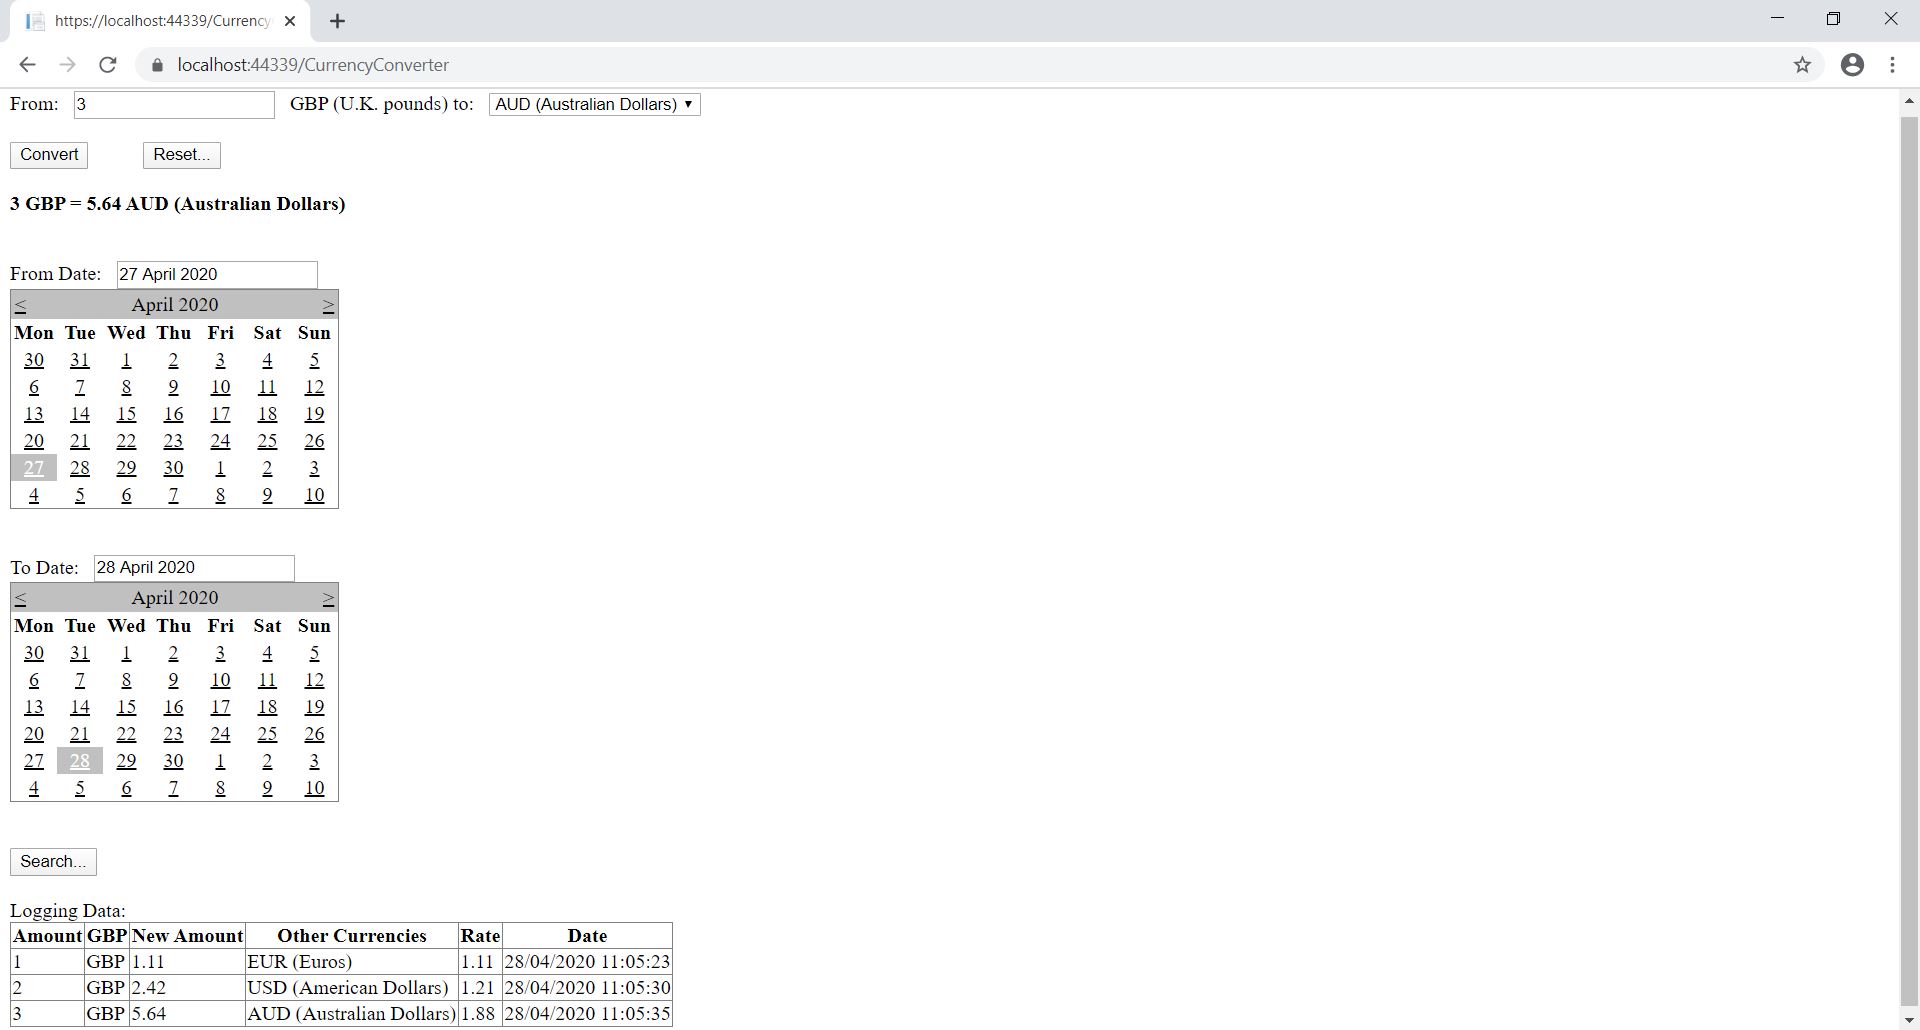 https://localhost:44339/Currency
localhost:44339/CurrencyConverter
From: 3 GBP (U.K. pounds) to: AUD (Australian Dollars)
Convert Reset...
3 GBP = 5.64 AUD (Australian Dollars)
From Date: 27 April 2020
< April 2020 >
Mon Tue Wed Thu Fri Sat Sun
30 31 1 2 3 4 5
6 7 8 9 10 11 12
13 14 15 16 17 18 19
20 21 22 23 24 25 26
27 28 29 30 1 2 3
4 5 6 7 8 9 10
To Date: 28 April 2020
< April 2020 >
Mon Tue Wed Thu Fri Sat Sun
30 31 1 2 3 4 5
6 7 8 9 10 11 12
13 14 15 16 17 18 19
20 21 22 23 24 25 26
27 28 29 30 1 2 3
4 5 6 7 8 9 10
Search...
Logging Data:
Amount GBP New Amount Other Currencies Rate Date
1 GBP 1.11 EUR (Euros) 1.11 28/04/2020 11:05:23
2 GBP 2.42 USD (American Dollars) 1.21 28/04/2020 11:05:30
3 GBP 5.64 AUD (Australian Dollars) 1.88 28/04/2020 11:05:35